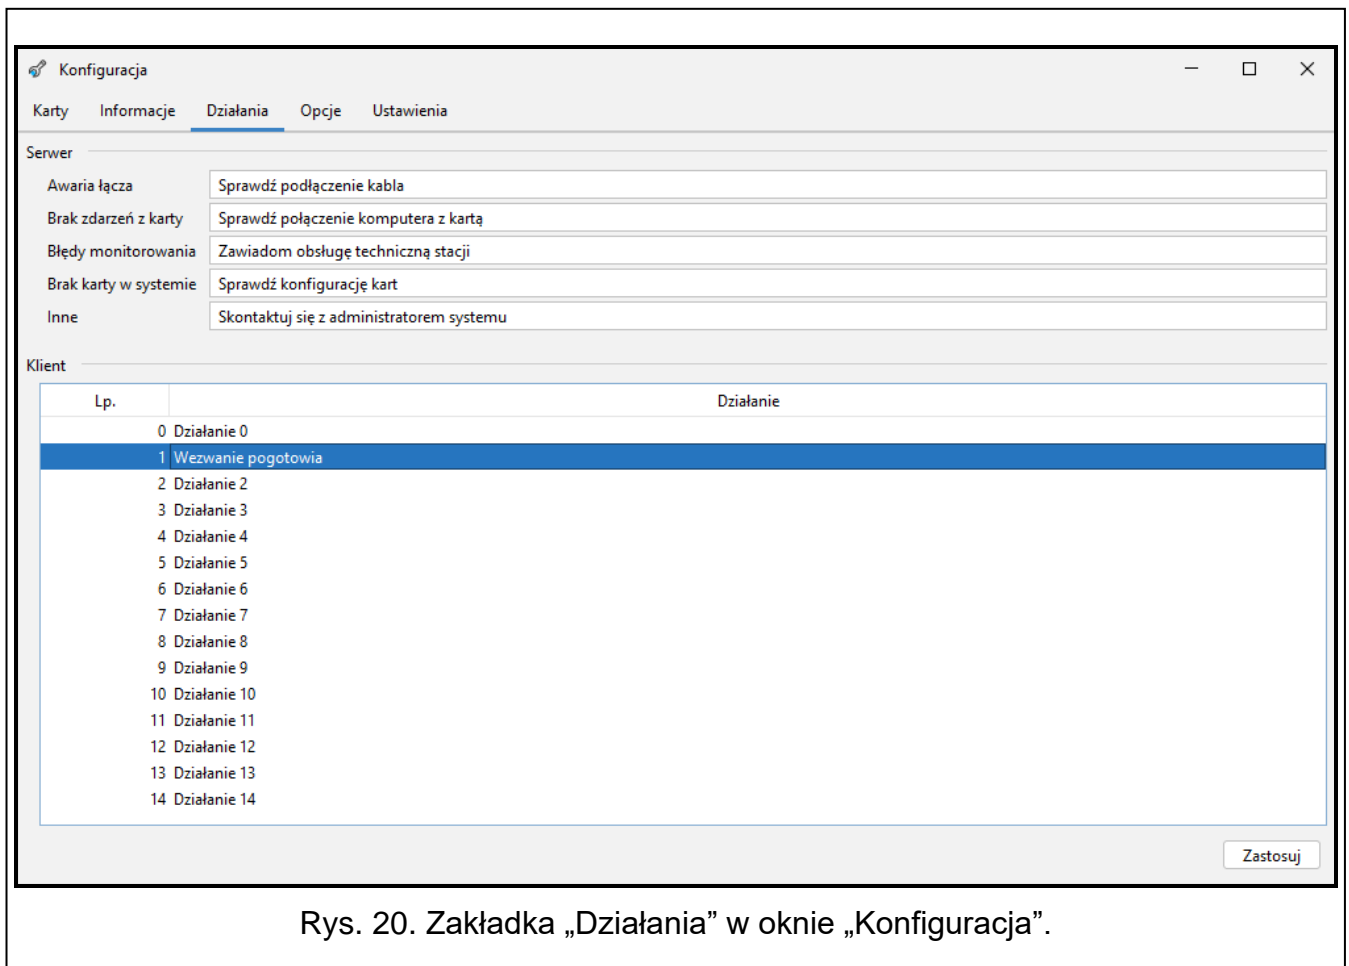 Konfiguracja
Karty Informacje Działania Opcje Ustawienia
Serwer
Awaria łącza Sprawdź podłączenie kabla
Brak zdarzeń z karty Sprawdź połączenie komputera z kartą
Błędy monitorowania Zawiadom obsługę techniczną stacji
Brak karty w systemie Sprawdź konfigurację kart
Inne Skontaktuj się z administratorem systemu
Klient
Lp. Działanie
0 Działanie 0
1 Wezwanie pogotowia
2 Działanie 2
3 Działanie 3
4 Działanie 4
5 Działanie 5
6 Działanie 6
7 Działanie 7
8 Działanie 8
9 Działanie 9
10 Działanie 10
11 Działanie 11
12 Działanie 12
13 Działanie 13
14 Działanie 14
Zastosuj
Rys. 20. Zakładka „Działania” w oknie „Konfiguracja”.